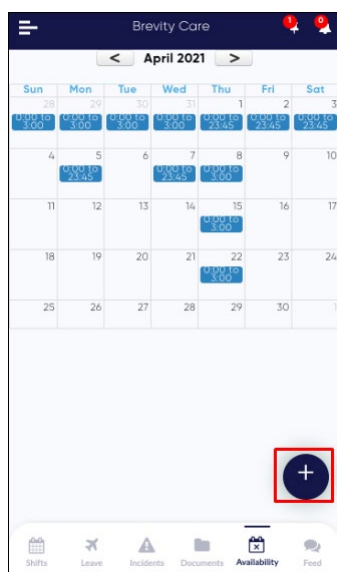 Brevity Care
1
0
< April 2021 >
Sun Mon Tue Wed Thu Fri Sat
28 29 30 31 1 2 3
0:00 to 0:00 to 0:00 to 0:00 to 0:00 to 0:00 to 0:00 to
3:00 3:00 3:00 3:00 23:45 23:45 23:45
4 5 6 7 8 9 10
0:00 to 0:00 to 0:00 to
23:45 23:45 3:00
11 12 13 14 15 16 17
0:00 to
3:00
18 19 20 21 22 23 24
0:00 to
3:00
25 26 27 28 29 30 1
+
Shifts Leave Incidents Documents Availability Feed